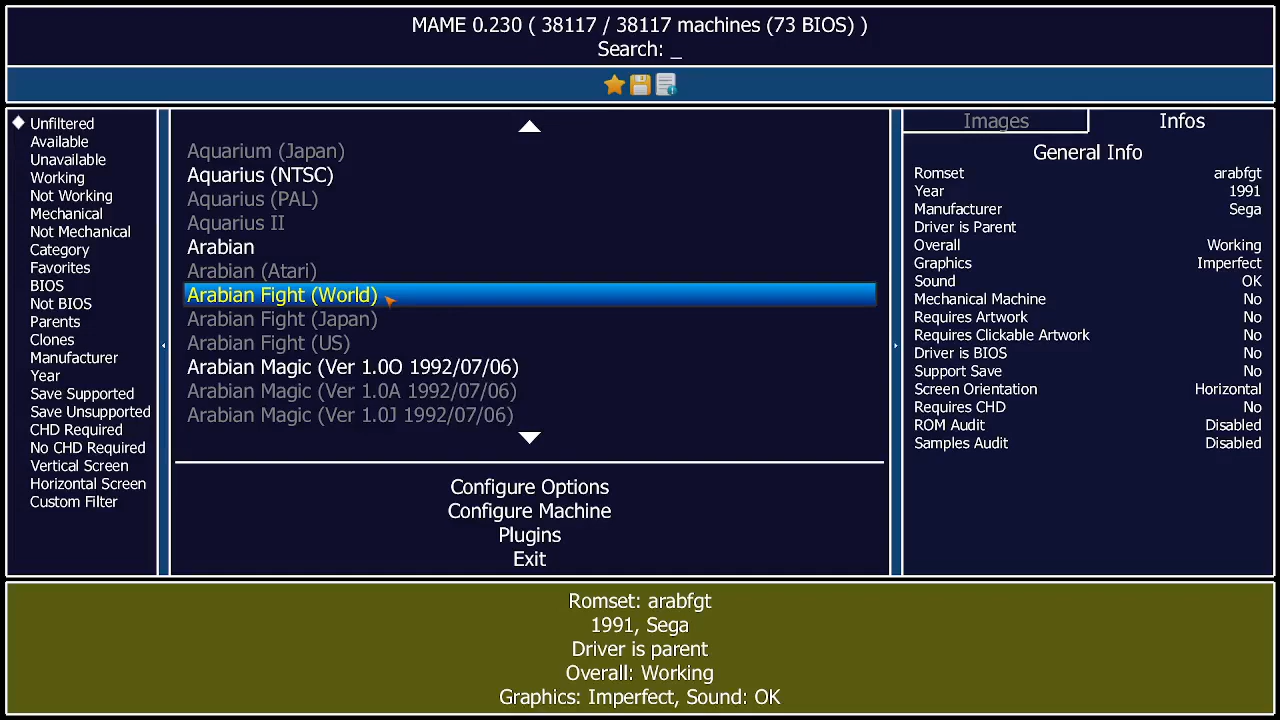 MAME 0.230 ( 38117 / 38117 machines (73 BIOS) )
Search: _
Unfiltered
Available
Unavailable
Working
Not Working
Mechanical
Not Mechanical
Category
Favorites
BIOS
Not BIOS
Parents
Clones
Manufacturer
Year
Save Supported
Save Unsupported
CHD Required
No CHD Required
Vertical Screen
Horizontal Screen
Custom Filter
Aquarium (Japan)
Aquarius (NTSC)
Aquarius (PAL)
Aquarius II
Arabian
Arabian (Atari)
Arabian Fight (World)
Arabian Fight (Japan)
Arabian Fight (US)
Arabian Magic (Ver 1.0O 1992/07/06)
Arabian Magic (Ver 1.0A 1992/07/06)
Arabian Magic (Ver 1.0J 1992/07/06)
Configure Options
Configure Machine
Plugins
Exit
Images Infos
General Info
Romset arabfgt
Year 1991
Manufacturer Sega
Driver is Parent
Overall Working
Graphics Imperfect
Sound OK
Mechanical Machine No
Requires Artwork No
Requires Clickable Artwork No
Driver is BIOS No
Support Save No
Screen Orientation Horizontal
Requires CHD No
ROM Audit Disabled
Samples Audit Disabled
Romset: arabfgt
1991, Sega
Driver is parent
Overall: Working
Graphics: Imperfect, Sound: OK